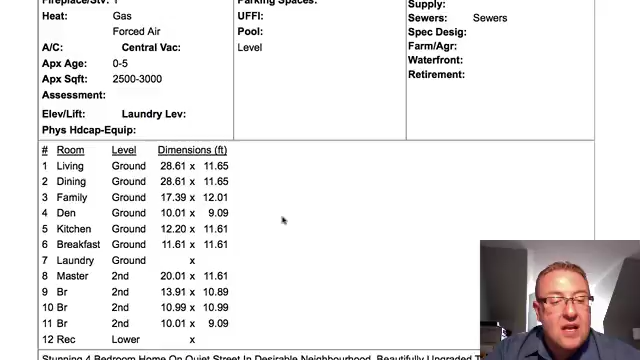 Fireplace/Stv: 1
Heat: Gas
Forced Air
A/C: Central Vac:
Apx Age: 0-5
Apx Sqft: 2500-3000
Assessment:
Elev/Lift: Laundry Lev:
Phys Hdcap-Equip:
Parking Spaces:
UFFI:
Pool:
Level
Supply:
Sewers: Sewers
Spec Desig:
Farm/Agr:
Waterfront:
Retirement:
# Room Level Dimensions (ft)
1 Living Ground 28.61 x 11.65
2 Dining Ground 28.61 x 11.65
3 Family Ground 17.39 x 12.01
4 Den Ground 10.01 x 9.09
5 Kitchen Ground 12.20 x 11.61
6 Breakfast Ground 11.61 x 11.61
7 Laundry Ground x
8 Master 2nd 20.01 x 11.61
9 Br 2nd 13.91 x 10.89
10 Br 2nd 10.99 x 10.99
11 Br 2nd 10.01 x 9.09
12 Rec Lower x
Stunning 4 Bedroom Home On Quiet Street In Desirable Neighbourhood. Beautifully Upgraded